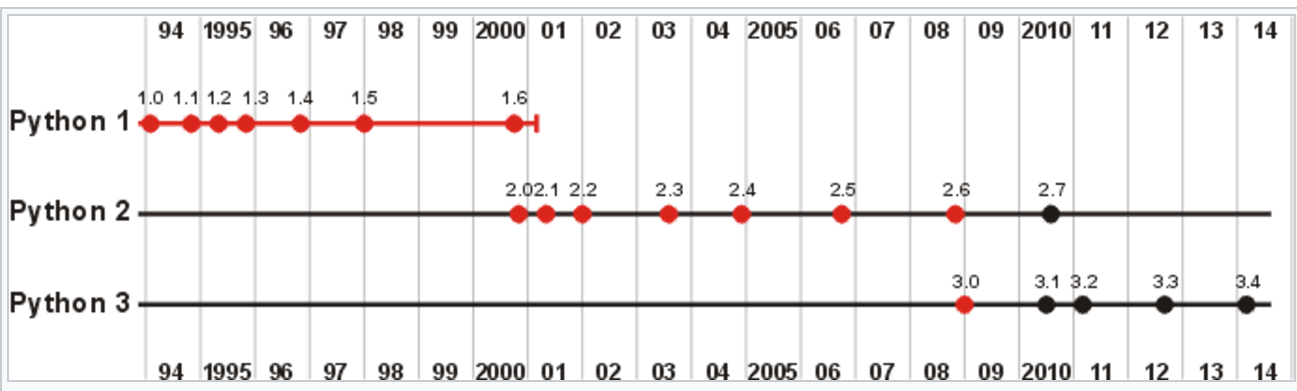 94 1995 96 97 98 99 2000 01 02 03 04 2005 06 07 08 09 2010 11 12 13 14
1.0 1.1 1.2 1.3 1.4 1.5 1.6
Python 1
2.0 2.1 2.2 2.3 2.4 2.5 2.6 2.7
Python 2
3.0 3.1 3.2 3.3 3.4
Python 3
94 1995 96 97 98 99 2000 01 02 03 04 2005 06 07 08 09 2010 11 12 13 14